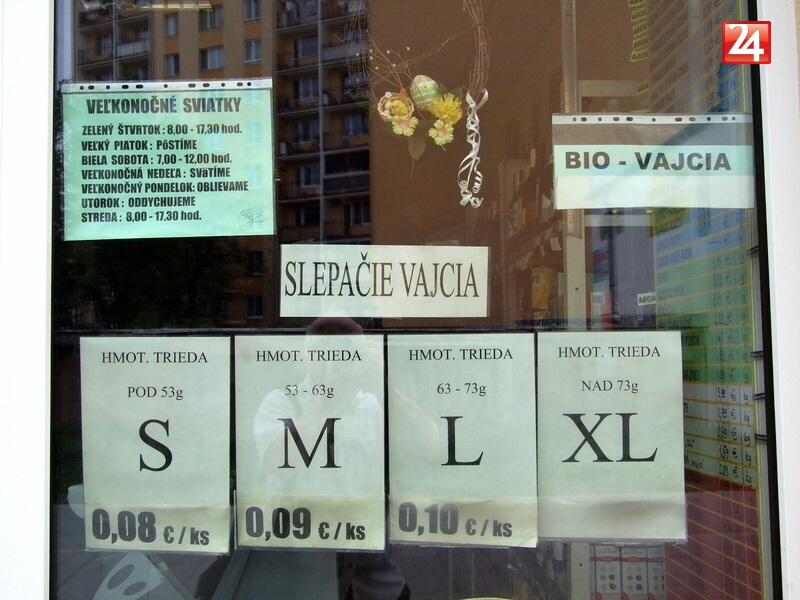 24
VEĽKONOČNÉ SVIATKY
ZELENÝ ŠTVRTOK : 8,00 - 17,30 hod.
VEĽKÝ PIATOK : PôSTÍME
BIELA SOBOTA : 7,00 - 12,00 hod.
VEĽKONOČNÁ NEDEĽA : SVäTÍME
VEĽKONOČNÝ PONDELOK: OBLIEVAME
UTOROK : ODDYCHUJEME
STREDA : 8,00 - 17,30 hod.
BIO - VAJCIA
SLEPAČIE VAJCIA
HMOT. TRIEDA
POD 53g
S
0,08 € / ks
HMOT. TRIEDA
53 - 63g
M
0,09 € / ks
HMOT. TRIEDA
63 - 73g
L
0,10 € / ks
HMOT. TRIEDA
NAD 73g
XL